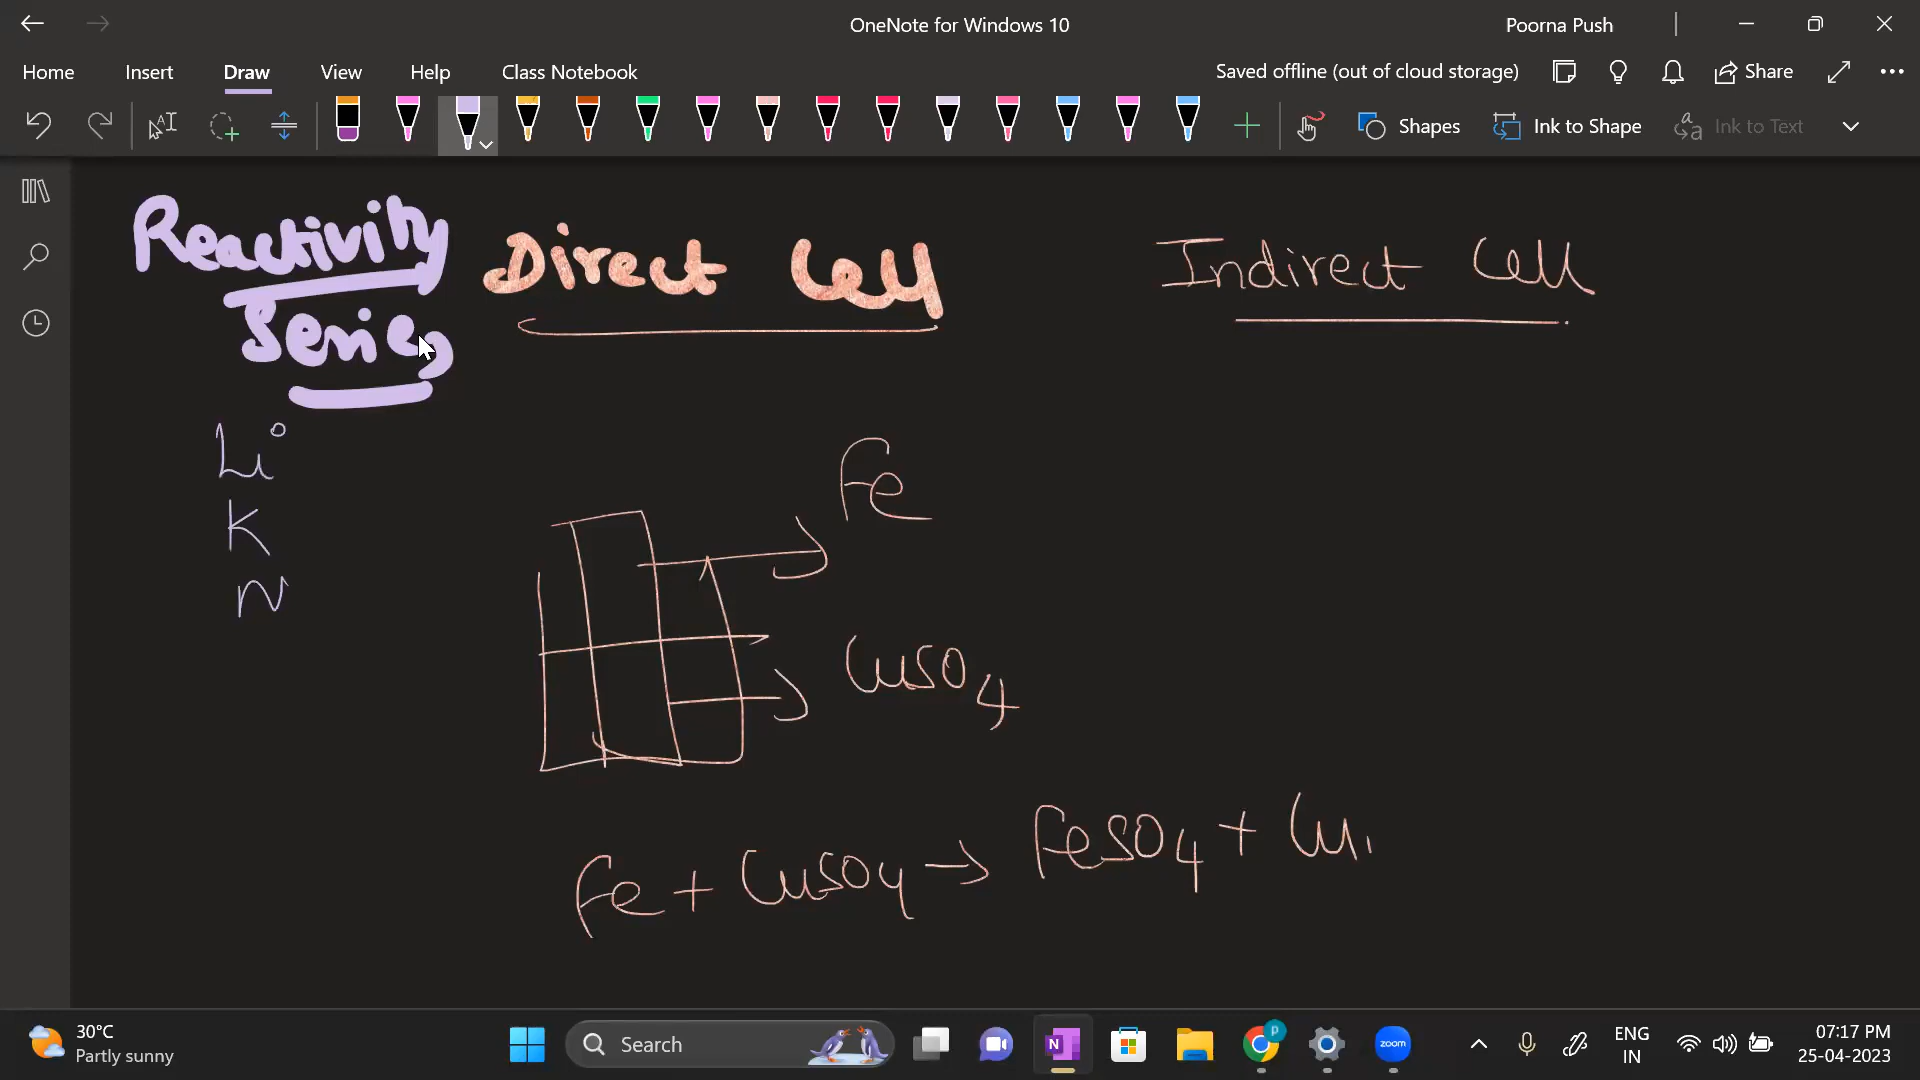 OneNote for Windows 10
Poorna Push
Home Insert Draw View Help Class Notebook
Saved offline (out of cloud storage)
Share
Shapes
Ink to Shape
Ink to Text
Reactivity
Series
Direct Cell
Indirect Cell
Li
K
N
Fe
CuSO4
Fe + CuSO4 → FeSO4 + Cu
30°C
Partly sunny
Search
zoom
ENG
IN
07:17 PM
25-04-2023